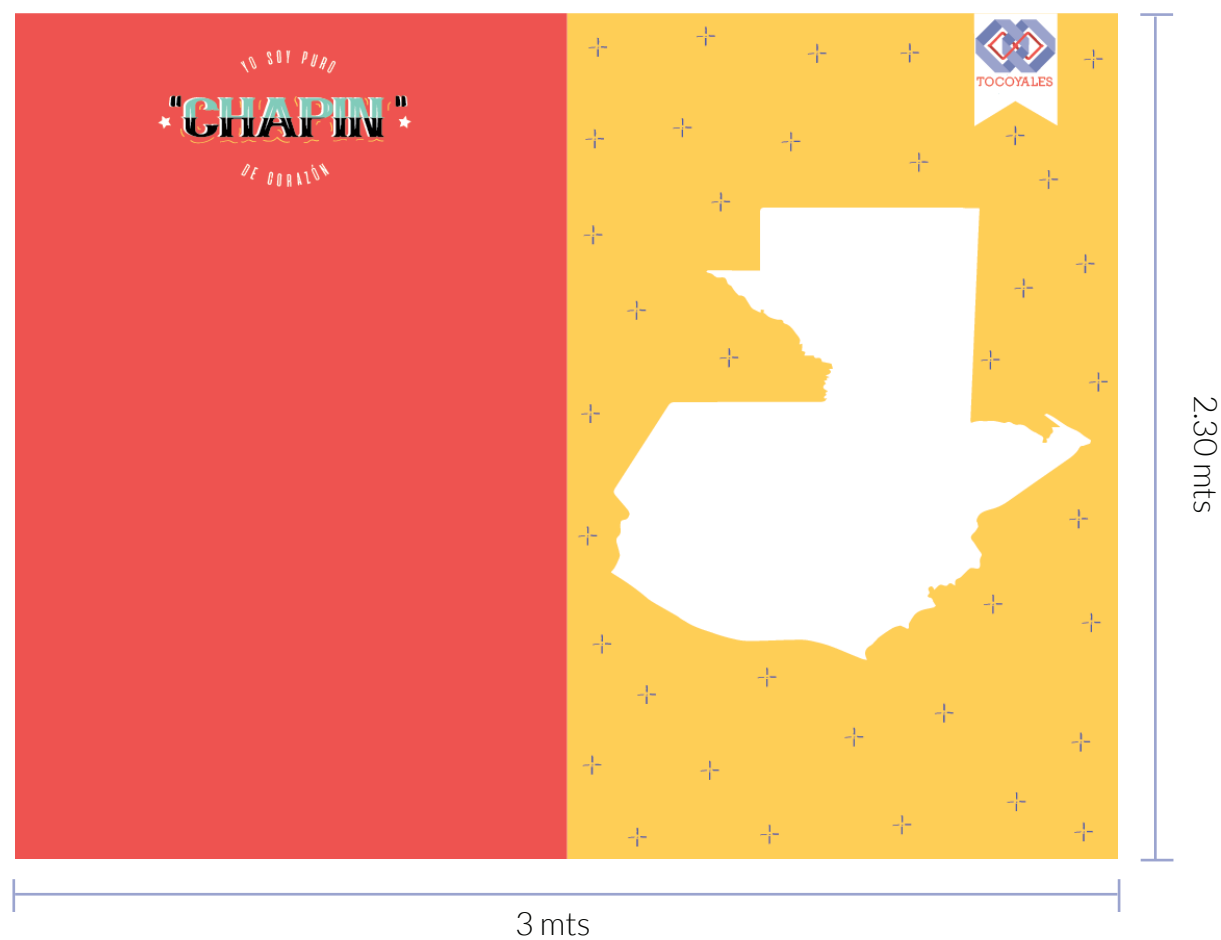 YO SOY PURO
"CHAPIN"
DE CORAZÓN
TOCOYALES
2.30 mts
3 mts